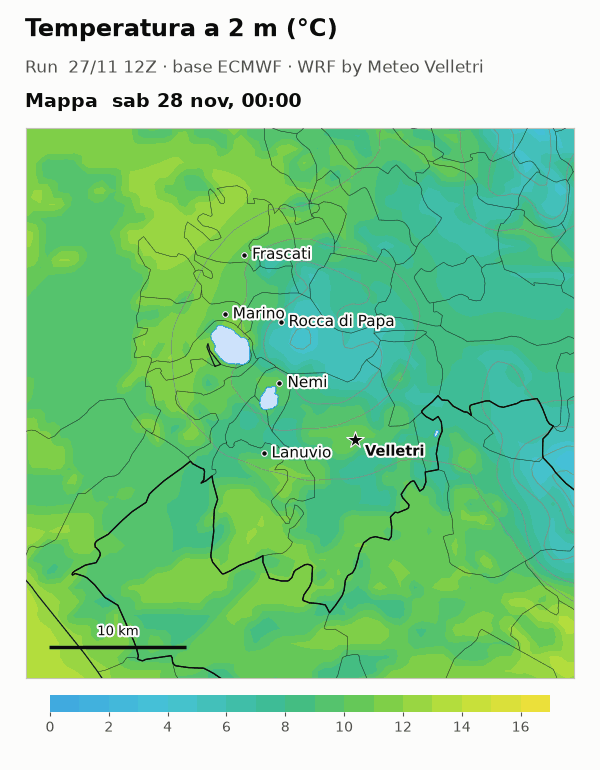 Temperatura a 2 m (°C)
Run  27/11 12Z · base ECMWF · WRF by Meteo Velletri
Mappa  sab 28 nov, 00:00
Frascati
Marino
Rocca di Papa
Nemi
Velletri
Lanuvio
10 km
0 2 4 6 8 10 12 14 16